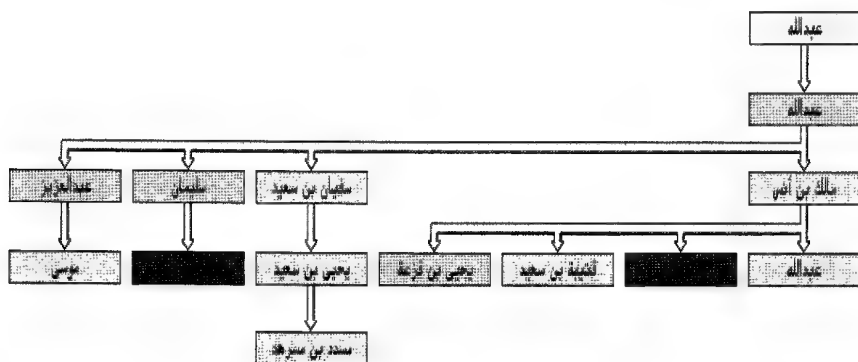 عبدالله
عبدالله
مالك بن أنس
سفيان بن سعيد
سليمان
عبدالعزيز
عبدالله
قتيبة بن سعيد
يحيى بن قزعة
يحيى بن سعيد
موسى
مسدد بن مسرهد